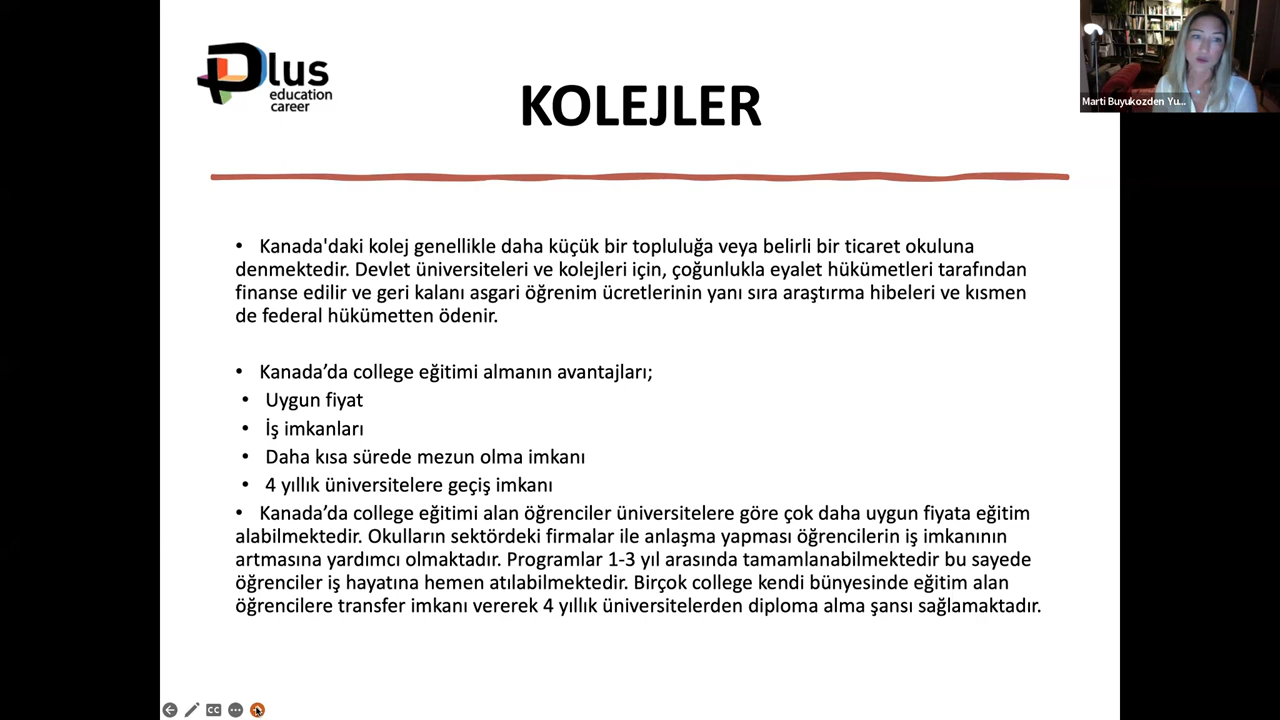 Plus
education
career
KOLEJLER
Marti Buyukozden Yu...
• Kanada'daki kolej genellikle daha küçük bir topluluğa veya belirli bir ticaret okuluna
denmektedir. Devlet üniversiteleri ve kolejleri için, çoğunlukla eyalet hükümetleri tarafından
finanse edilir ve geri kalanı asgari öğrenim ücretlerinin yanı sıra araştırma hibeleri ve kısmen
de federal hükümetten ödenir.
• Kanada’da college eğitimi almanın avantajları;
• Uygun fiyat
• İş imkanları
• Daha kısa sürede mezun olma imkanı
• 4 yıllık üniversitelere geçiş imkanı
• Kanada’da college eğitimi alan öğrenciler üniversitelere göre çok daha uygun fiyata eğitim
alabilmektedir. Okulların sektördeki firmalar ile anlaşma yapması öğrencilerin iş imkanının
artmasına yardımcı olmaktadır. Programlar 1-3 yıl arasında tamamlanabilmektedir bu sayede
öğrenciler iş hayatına hemen atılabilmektedir. Birçok college kendi bünyesinde eğitim alan
öğrencilere transfer imkanı vererek 4 yıllık üniversitelerden diploma alma şansı sağlamaktadır.
CC